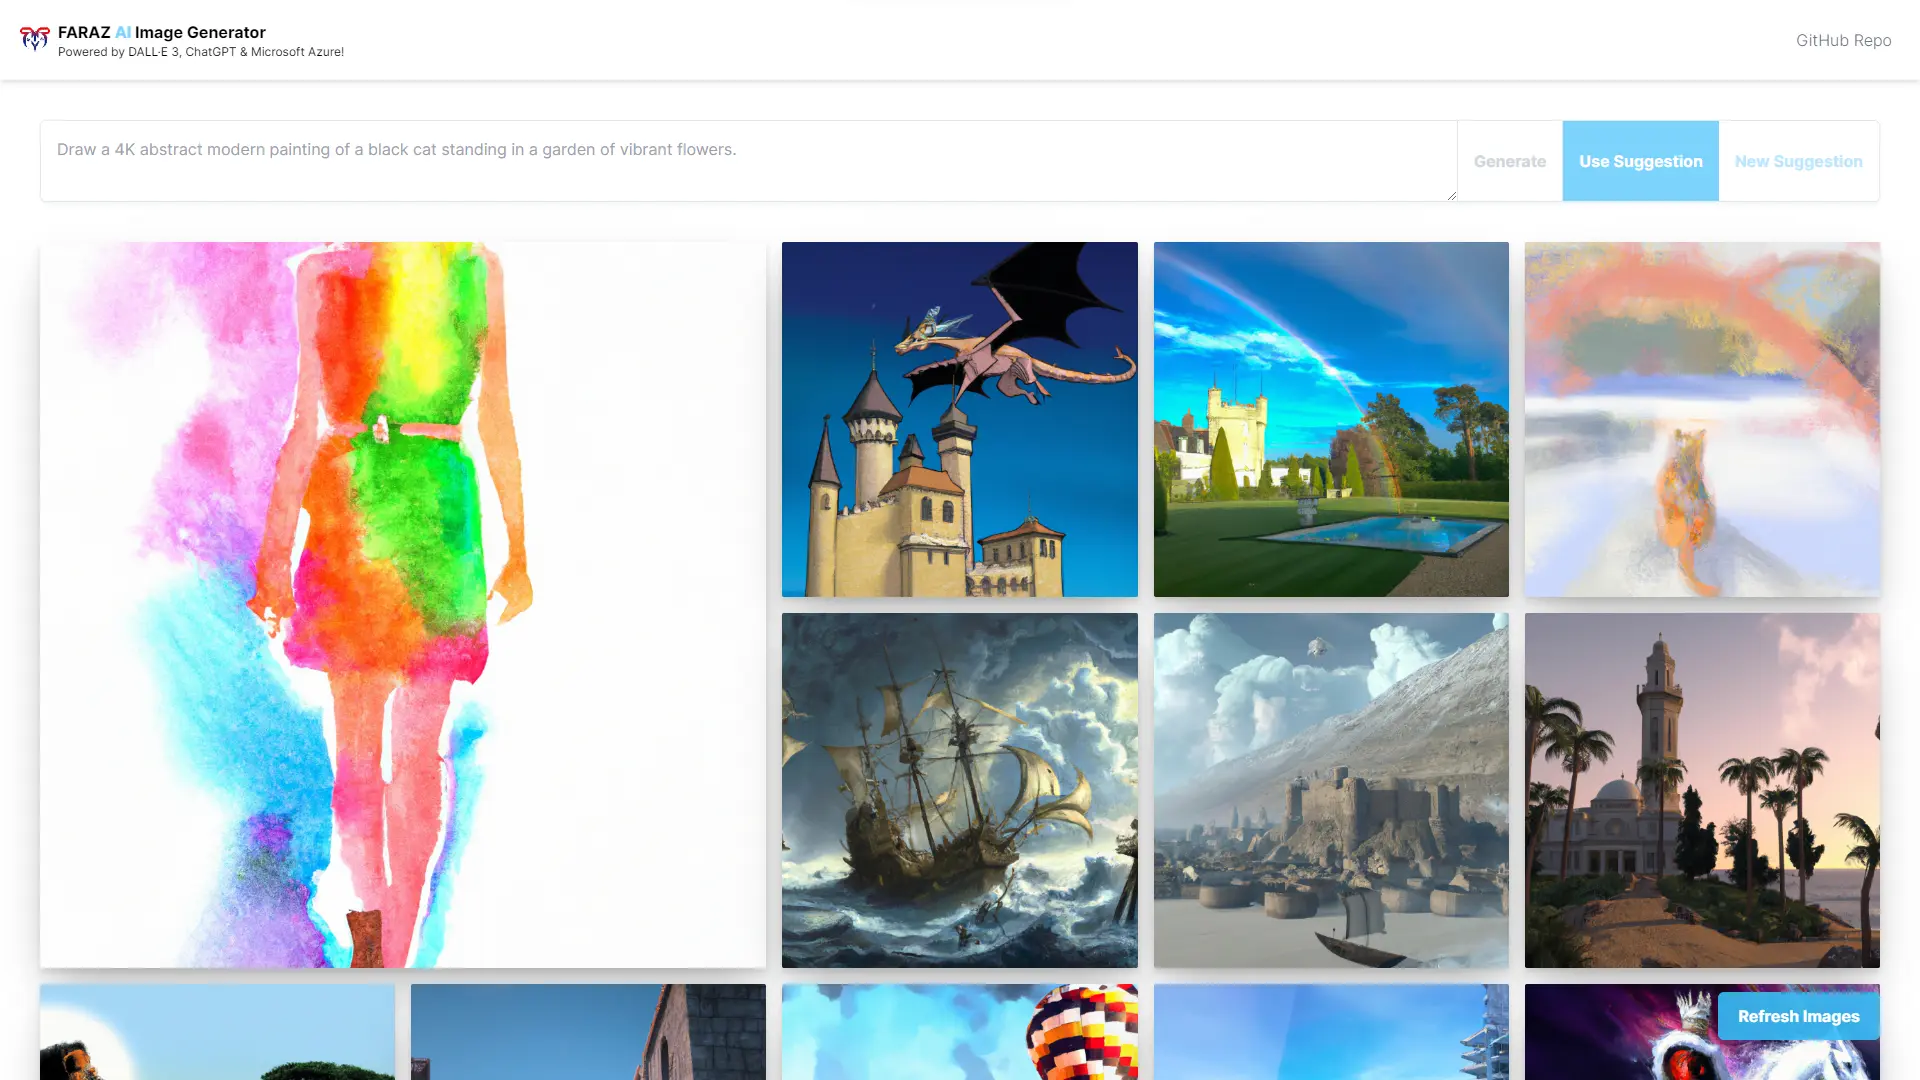 FARAZ AI Image Generator
Powered by DALL·E 3, ChatGPT & Microsoft Azure!
GitHub Repo
Draw a 4K abstract modern painting of a black cat standing in a garden of vibrant flowers.
Generate
Use Suggestion
New Suggestion
Refresh Images